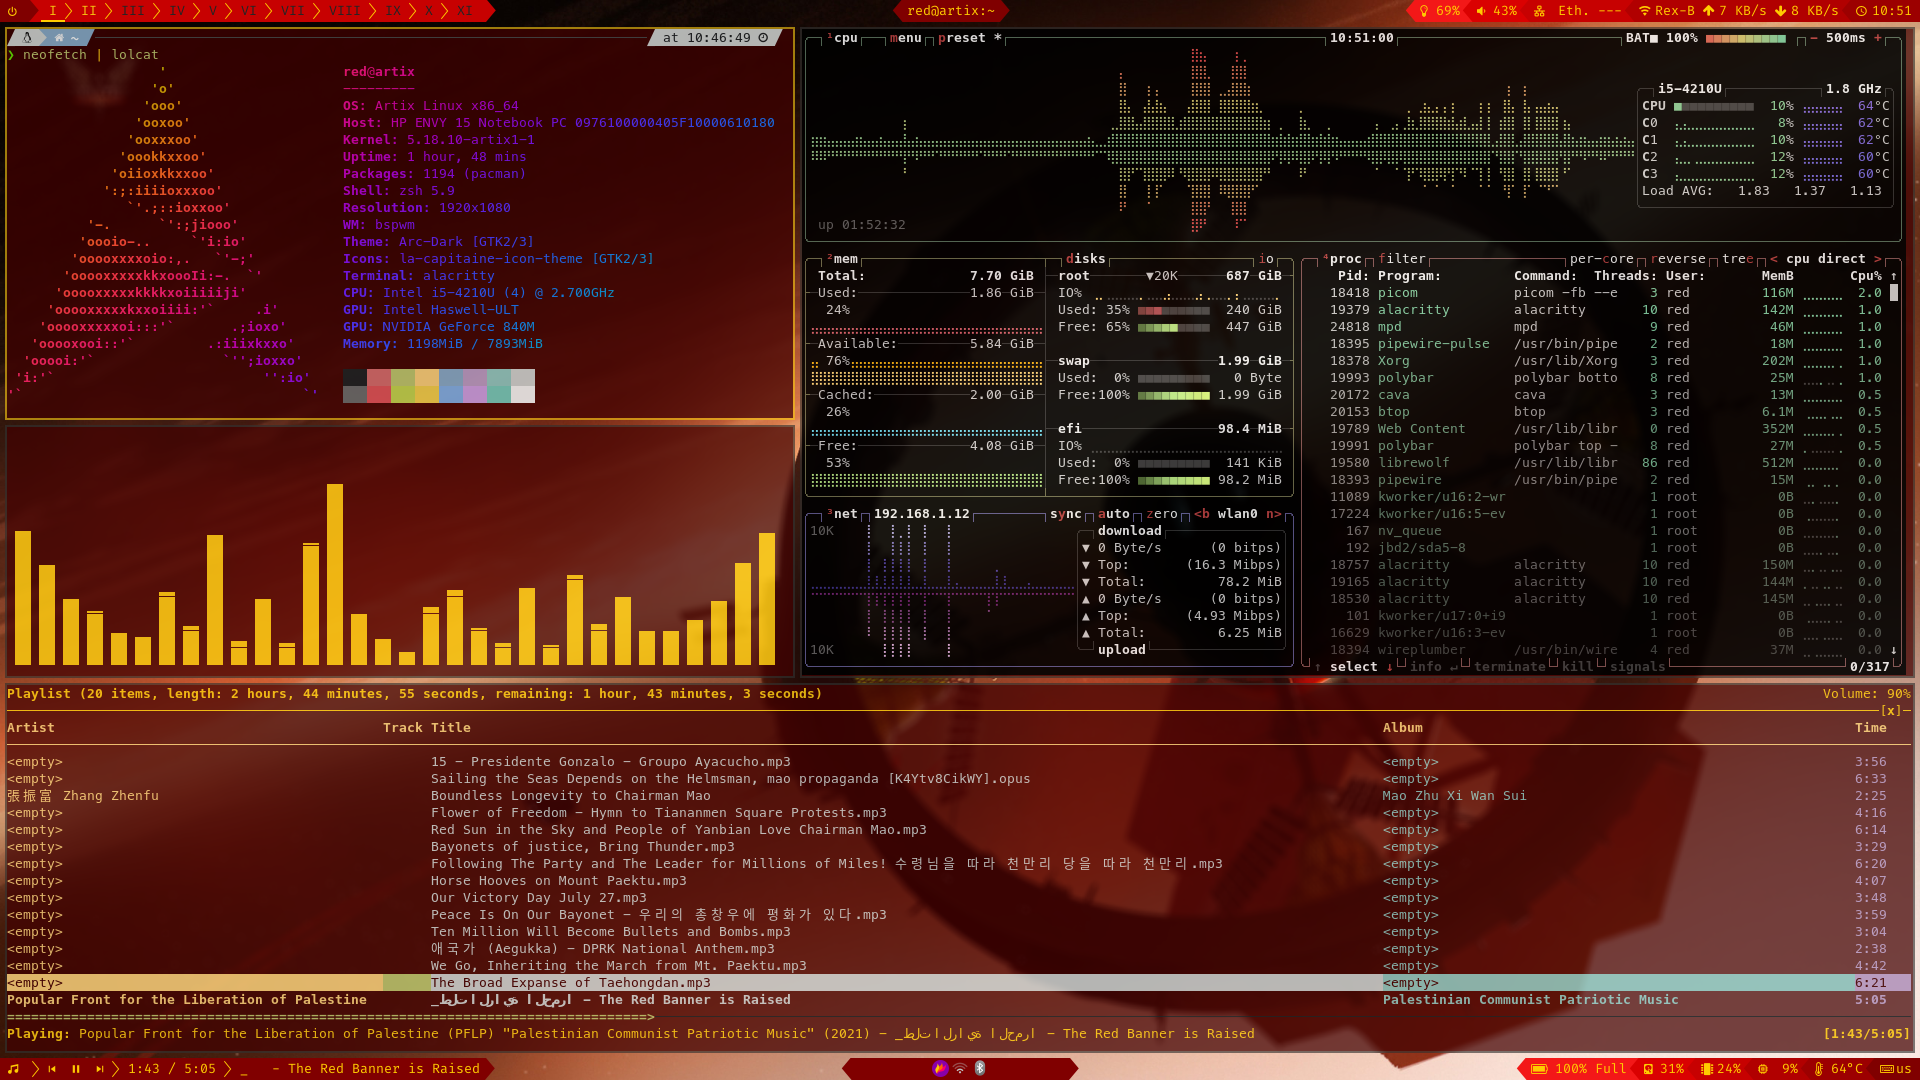 I II III IV V VI VII VIII IX X XI
red@artix:~
69% 43% Eth. --- Rex-B 7 KB/s 8 KB/s 10:51
~ at 10:46:49
❯ neofetch | lolcat
'
'o'
'ooo'
'ooxoo'
'ooxxxoo'
'oookkxxoo'
'oiioxkkxxoo'
':;:iiiioxxxoo'
`'.;::ioxxoo'
'-. `':;jiooo'
'oooio-.. `'i:io'
'ooooxxxxoio:,. `'-;'
'ooooxxxxxkkxoooIi:-. `'
'ooooxxxxxkkkkxoiiiiiji'
'ooooxxxxxkxxoiiii:'` .i'
'ooooxxxxxoi:::'` .;ioxo'
'ooooxooi::'` .:iiixkxxo'
'ooooi:'` `'';ioxxo'
'i:'` '':io'
'` `'
red@artix
---------
OS: Artix Linux x86_64
Host: HP ENVY 15 Notebook PC 0976100000405F10000610180
Kernel: 5.18.10-artix1-1
Uptime: 1 hour, 48 mins
Packages: 1194 (pacman)
Shell: zsh 5.9
Resolution: 1920x1080
WM: bspwm
Theme: Arc-Dark [GTK2/3]
Icons: la-capitaine-icon-theme [GTK2/3]
Terminal: alacritty
CPU: Intel i5-4210U (4) @ 2.700GHz
GPU: Intel Haswell-ULT
GPU: NVIDIA GeForce 840M
Memory: 1198MiB / 7893MiB
¹cpu menu preset * 10:51:00 BAT■ 100% - 500ms +
i5-4210U 1.8 GHz
CPU 10% 64°C
C0 8% 62°C
C1 10% 62°C
C2 12% 60°C
C3 12% 60°C
Load AVG: 1.83 1.37 1.13
up 01:52:32
²mem
Total: 7.70 GiB
Used: 1.86 GiB
24%
Available: 5.84 GiB
76%
Cached: 2.00 GiB
26%
Free: 4.08 GiB
53%
disks io
root ▼20K 687 GiB
IO%
Used: 35% 240 GiB
Free: 65% 447 GiB
swap 1.99 GiB
Used: 0% 0 Byte
Free:100% 1.99 GiB
efi 98.4 MiB
IO%
Used: 0% 141 KiB
Free:100% 98.2 MiB
³net 192.168.1.12 sync auto zero <b wlan0 n>
10K
10K
download
▼ 0 Byte/s (0 bitps)
▼ Top: (16.3 Mibps)
▼ Total: 78.2 MiB
▲ 0 Byte/s (0 bitps)
▲ Top: (4.93 Mibps)
▲ Total: 6.25 MiB
upload
⁴proc filter per-core reverse tree < cpu direct >
Pid: Program: Command: Threads: User: MemB Cpu% ↑
18418 picom picom -fb --e 3 red 116M 2.0
19379 alacritty alacritty 10 red 142M 1.0
24818 mpd mpd 9 red 46M 1.0
18395 pipewire-pulse /usr/bin/pipe 2 red 18M 1.0
18378 Xorg /usr/lib/Xorg 3 red 202M 1.0
19993 polybar polybar botto 8 red 25M 1.0
20172 cava cava 3 red 13M 0.5
20153 btop btop 3 red 6.1M 0.5
19789 Web Content /usr/lib/libr 0 red 352M 0.5
19991 polybar polybar top - 8 red 27M 0.5
19580 librewolf /usr/lib/libr 86 red 512M 0.0
18393 pipewire /usr/bin/pipe 2 red 15M 0.0
11089 kworker/u16:2-wr 1 root 0B 0.0
17224 kworker/u16:5-ev 1 root 0B 0.0
167 nv_queue 1 root 0B 0.0
192 jbd2/sda5-8 1 root 0B 0.0
18757 alacritty alacritty 10 red 150M 0.0
19165 alacritty alacritty 10 red 144M 0.0
18530 alacritty alacritty 10 red 145M 0.0
101 kworker/u17:0+i9 1 root 0B 0.0
16629 kworker/u16:3-ev 1 root 0B 0.0
18394 wireplumber /usr/bin/wire 4 red 37M 0.0 ↓
↑ select ↓ info ↵ terminate kill signals 0/317
Playlist (20 items, length: 2 hours, 44 minutes, 55 seconds, remaining: 1 hour, 43 minutes, 3 seconds) Volume: 90%
[x]
Artist Track Title Album Time
<empty> 15 - Presidente Gonzalo - Groupo Ayacucho.mp3 <empty> 3:56
<empty> Sailing the Seas Depends on the Helmsman, mao propaganda [K4Ytv8CikWY].opus <empty> 6:33
張振富 Zhang Zhenfu Boundless Longevity to Chairman Mao Mao Zhu Xi Wan Sui 2:25
<empty> Flower of Freedom - Hymn to Tiananmen Square Protests.mp3 <empty> 4:16
<empty> Red Sun in the Sky and People of Yanbian Love Chairman Mao.mp3 <empty> 6:14
<empty> Bayonets of justice, Bring Thunder.mp3 <empty> 3:29
<empty> Following The Party and The Leader for Millions of Miles! 수령님을 따라 천만리 당을 따라 천만리.mp3 <empty> 6:20
<empty> Horse Hooves on Mount Paektu.mp3 <empty> 4:07
<empty> Our Victory Day July 27.mp3 <empty> 3:48
<empty> Peace Is On Our Bayonet - 우리의 총창우에 평화가 있다.mp3 <empty> 3:59
<empty> Ten Million Will Become Bullets and Bombs.mp3 <empty> 3:04
<empty> 애국가 (Aegukka) - DPRK National Anthem.mp3 <empty> 2:38
<empty> We Go, Inheriting the March from Mt. Paektu.mp3 <empty> 4:42
<empty> The Broad Expanse of Taehongdan.mp3 <empty> 6:21
Popular Front for the Liberation of Palestine - The Red Banner is Raised Palestinian Communist Patriotic Music 5:05
Playing: Popular Front for the Liberation of Palestine (PFLP) "Palestinian Communist Patriotic Music" (2021) - - The Red Banner is Raised [1:43/5:05]
1:43 / 5:05 _ - The Red Banner is Raised
100% Full 31% 24% 9% 64°C us